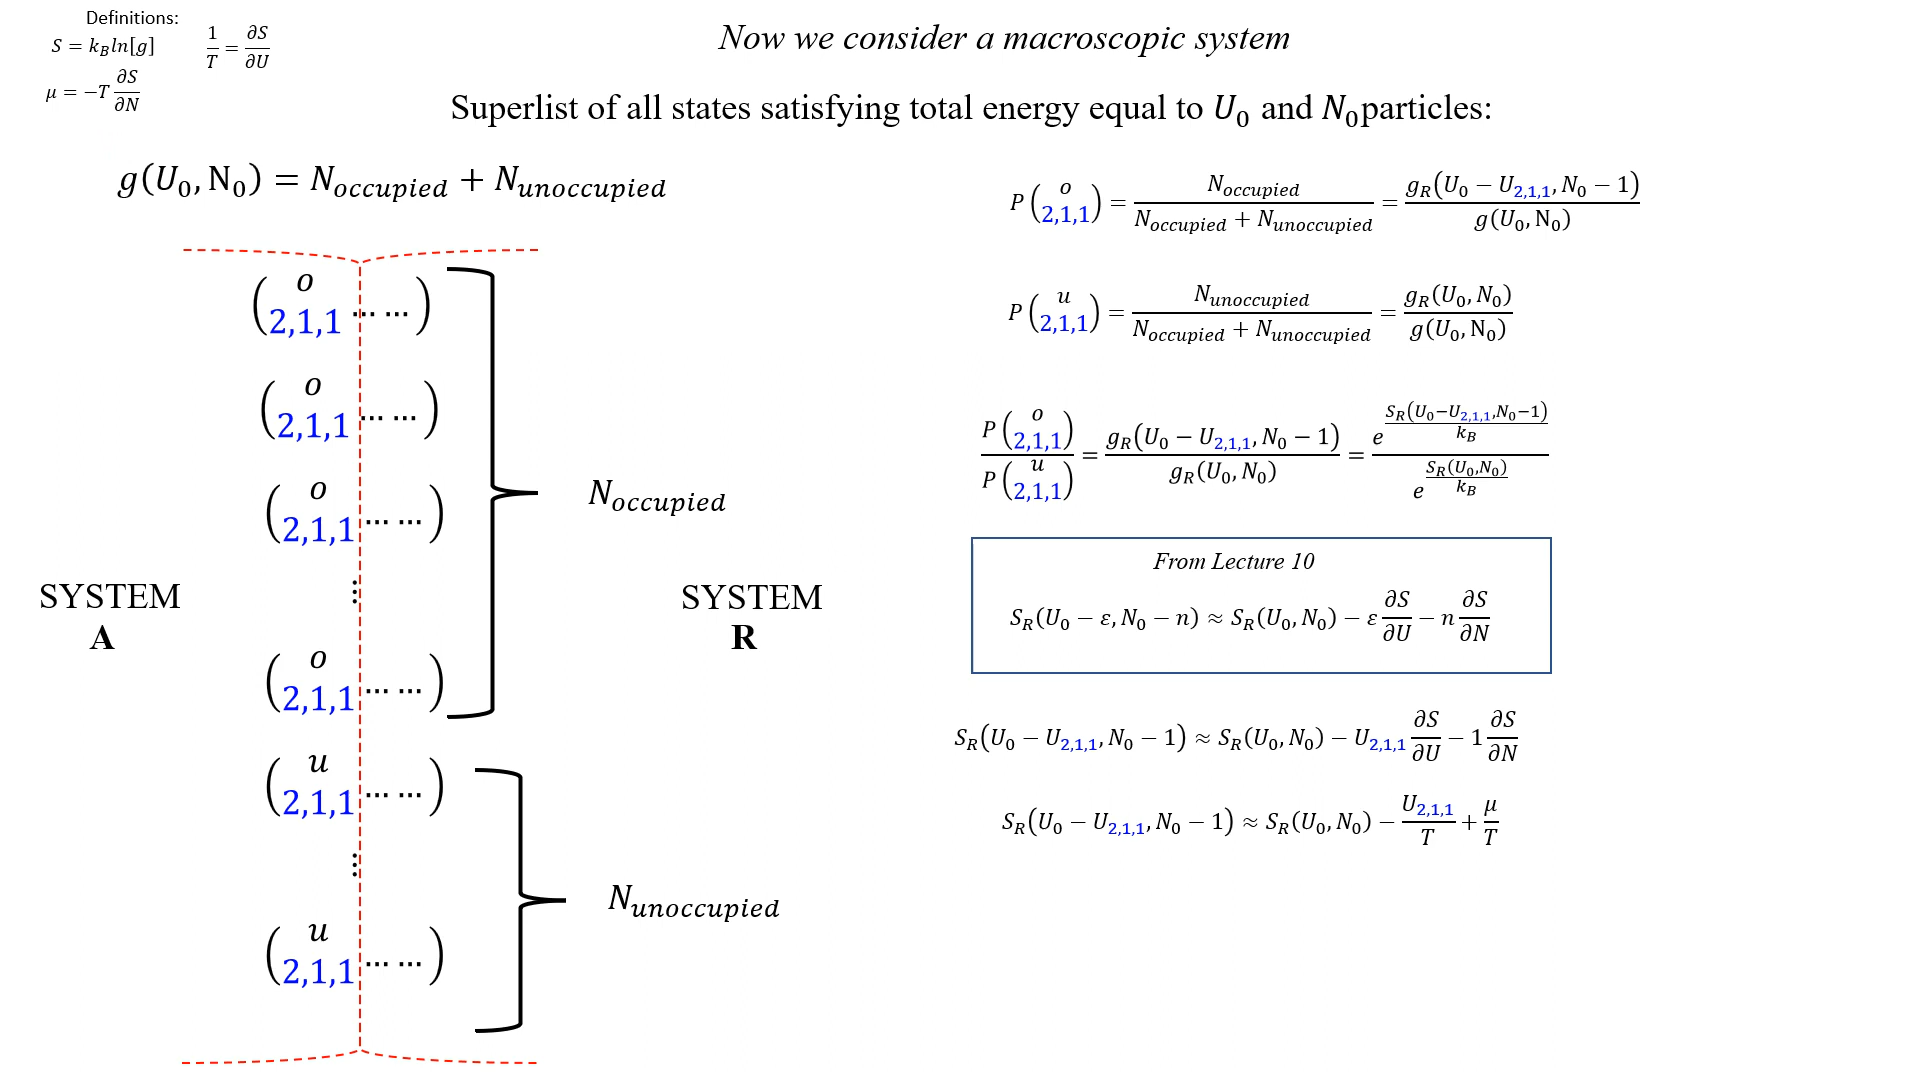 Definitions:
S = k_B ln[g]
1/T = ∂S/∂U
μ = −T ∂S/∂N
Now we consider a macroscopic system
Superlist of all states satisfying total energy equal to U_0 and N_0 particles:
g(U_0, N_0) = N_occupied + N_unoccupied
(o 2,1,1 ... ...)
(o 2,1,1 ... ...)
(o 2,1,1 ... ...)
⋮
(o 2,1,1 ... ...)
(u 2,1,1 ... ...)
⋮
(u 2,1,1 ... ...)
N_occupied
N_unoccupied
SYSTEM
A
SYSTEM
R
P(o 2,1,1) = N_occupied / (N_occupied + N_unoccupied) = g_R(U_0 − U_2,1,1, N_0 − 1) / g(U_0, N_0)
P(u 2,1,1) = N_unoccupied / (N_occupied + N_unoccupied) = g_R(U_0, N_0) / g(U_0, N_0)
P(o 2,1,1) / P(u 2,1,1) = g_R(U_0 − U_2,1,1, N_0 − 1) / g_R(U_0, N_0) = e^(S_R(U_0−U_2,1,1, N_0−1) / k_B) / e^(S_R(U_0, N_0) / k_B)
From Lecture 10
S_R(U_0 − ε, N_0 − n) ≈ S_R(U_0, N_0) − ε ∂S/∂U − n ∂S/∂N
S_R(U_0 − U_2,1,1, N_0 − 1) ≈ S_R(U_0, N_0) − U_2,1,1 ∂S/∂U − 1 ∂S/∂N
S_R(U_0 − U_2,1,1, N_0 − 1) ≈ S_R(U_0, N_0) − U_2,1,1/T + μ/T